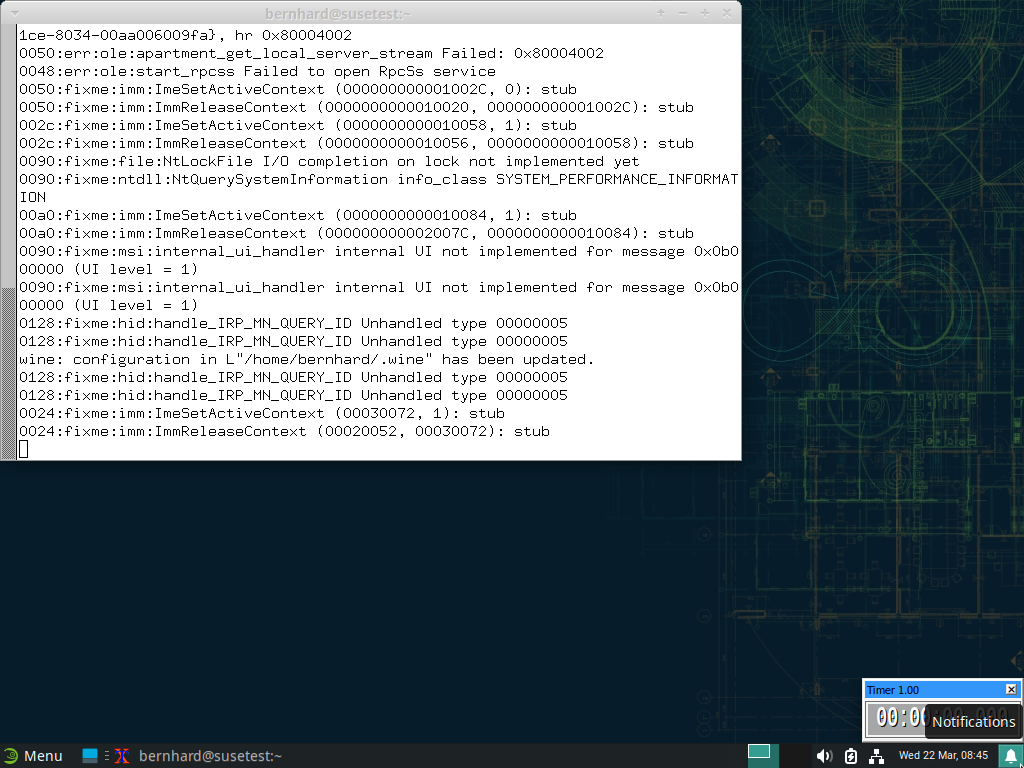 bernhard@susetest:~
1ce-8034-00aa006009fa}, hr 0x80004002
0050:err:ole:apartment_get_local_server_stream Failed: 0x80004002
0048:err:ole:start_rpcss Failed to open RpcSs service
0050:fixme:imm:ImeSetActiveContext (000000000001002C, 0): stub
0050:fixme:imm:ImmReleaseContext (0000000000010020, 000000000001002C): stub
002c:fixme:imm:ImeSetActiveContext (0000000000010058, 1): stub
002c:fixme:imm:ImmReleaseContext (0000000000010056, 0000000000010058): stub
0090:fixme:file:NtLockFile I/O completion on lock not implemented yet
0090:fixme:ntdll:NtQuerySystemInformation info_class SYSTEM_PERFORMANCE_INFORMAT
ION
00a0:fixme:imm:ImeSetActiveContext (0000000000010084, 1): stub
00a0:fixme:imm:ImmReleaseContext (000000000002007C, 0000000000010084): stub
0090:fixme:msi:internal_ui_handler internal UI not implemented for message 0x0b0
00000 (UI level = 1)
0090:fixme:msi:internal_ui_handler internal UI not implemented for message 0x0b0
00000 (UI level = 1)
0128:fixme:hid:handle_IRP_MN_QUERY_ID Unhandled type 00000005
0128:fixme:hid:handle_IRP_MN_QUERY_ID Unhandled type 00000005
wine: configuration in L"/home/bernhard/.wine" has been updated.
0128:fixme:hid:handle_IRP_MN_QUERY_ID Unhandled type 00000005
0128:fixme:hid:handle_IRP_MN_QUERY_ID Unhandled type 00000005
0024:fixme:imm:ImeSetActiveContext (00030072, 1): stub
0024:fixme:imm:ImmReleaseContext (00020052, 00030072): stub
Timer 1.00
Notifications
Menu
bernhard@susetest:~
Wed 22 Mar, 08:45